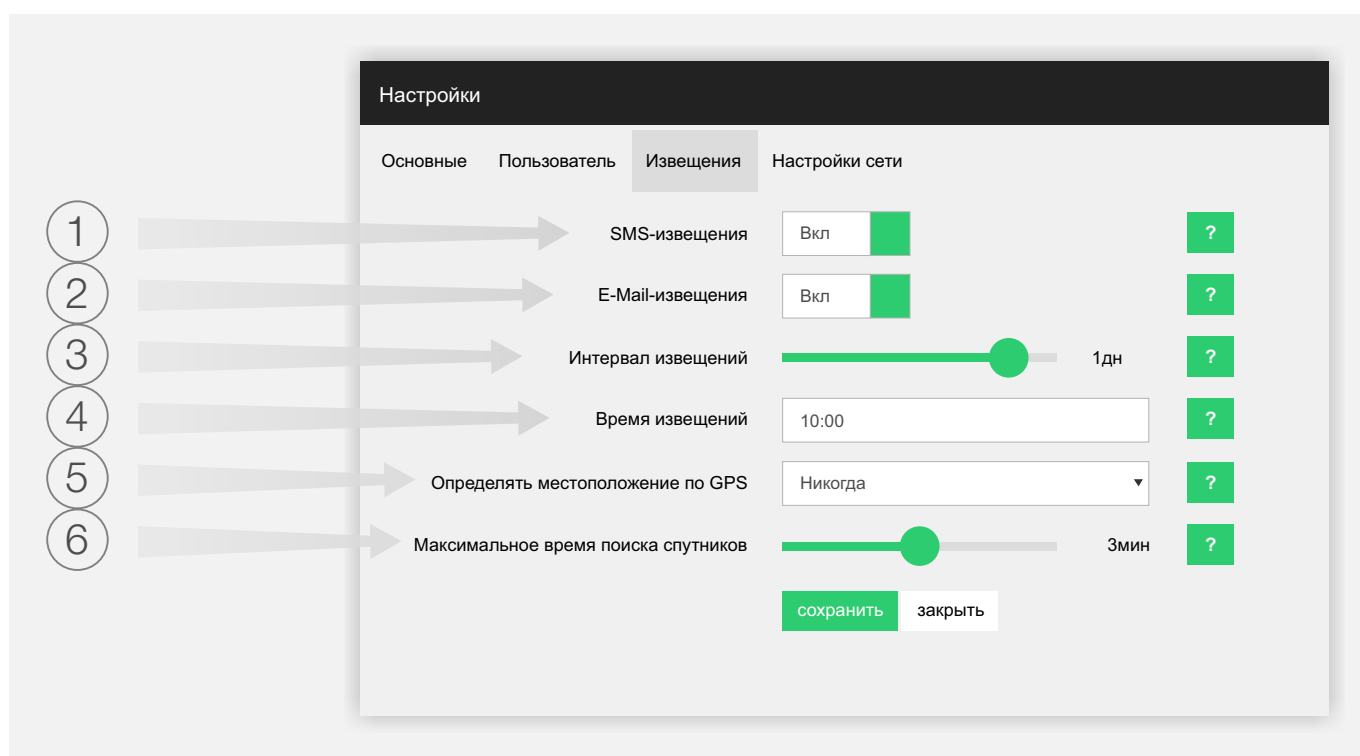 Настройки
Основные Пользователь Извещения Настройки сети
1 SMS-извещения Вкл ?
2 E-Mail-извещения Вкл ?
3 Интервал извещений 1дн ?
4 Время извещений 10:00 ?
5 Определять местоположение по GPS Никогда ?
6 Максимальное время поиска спутников 3мин ?
сохранить закрыть